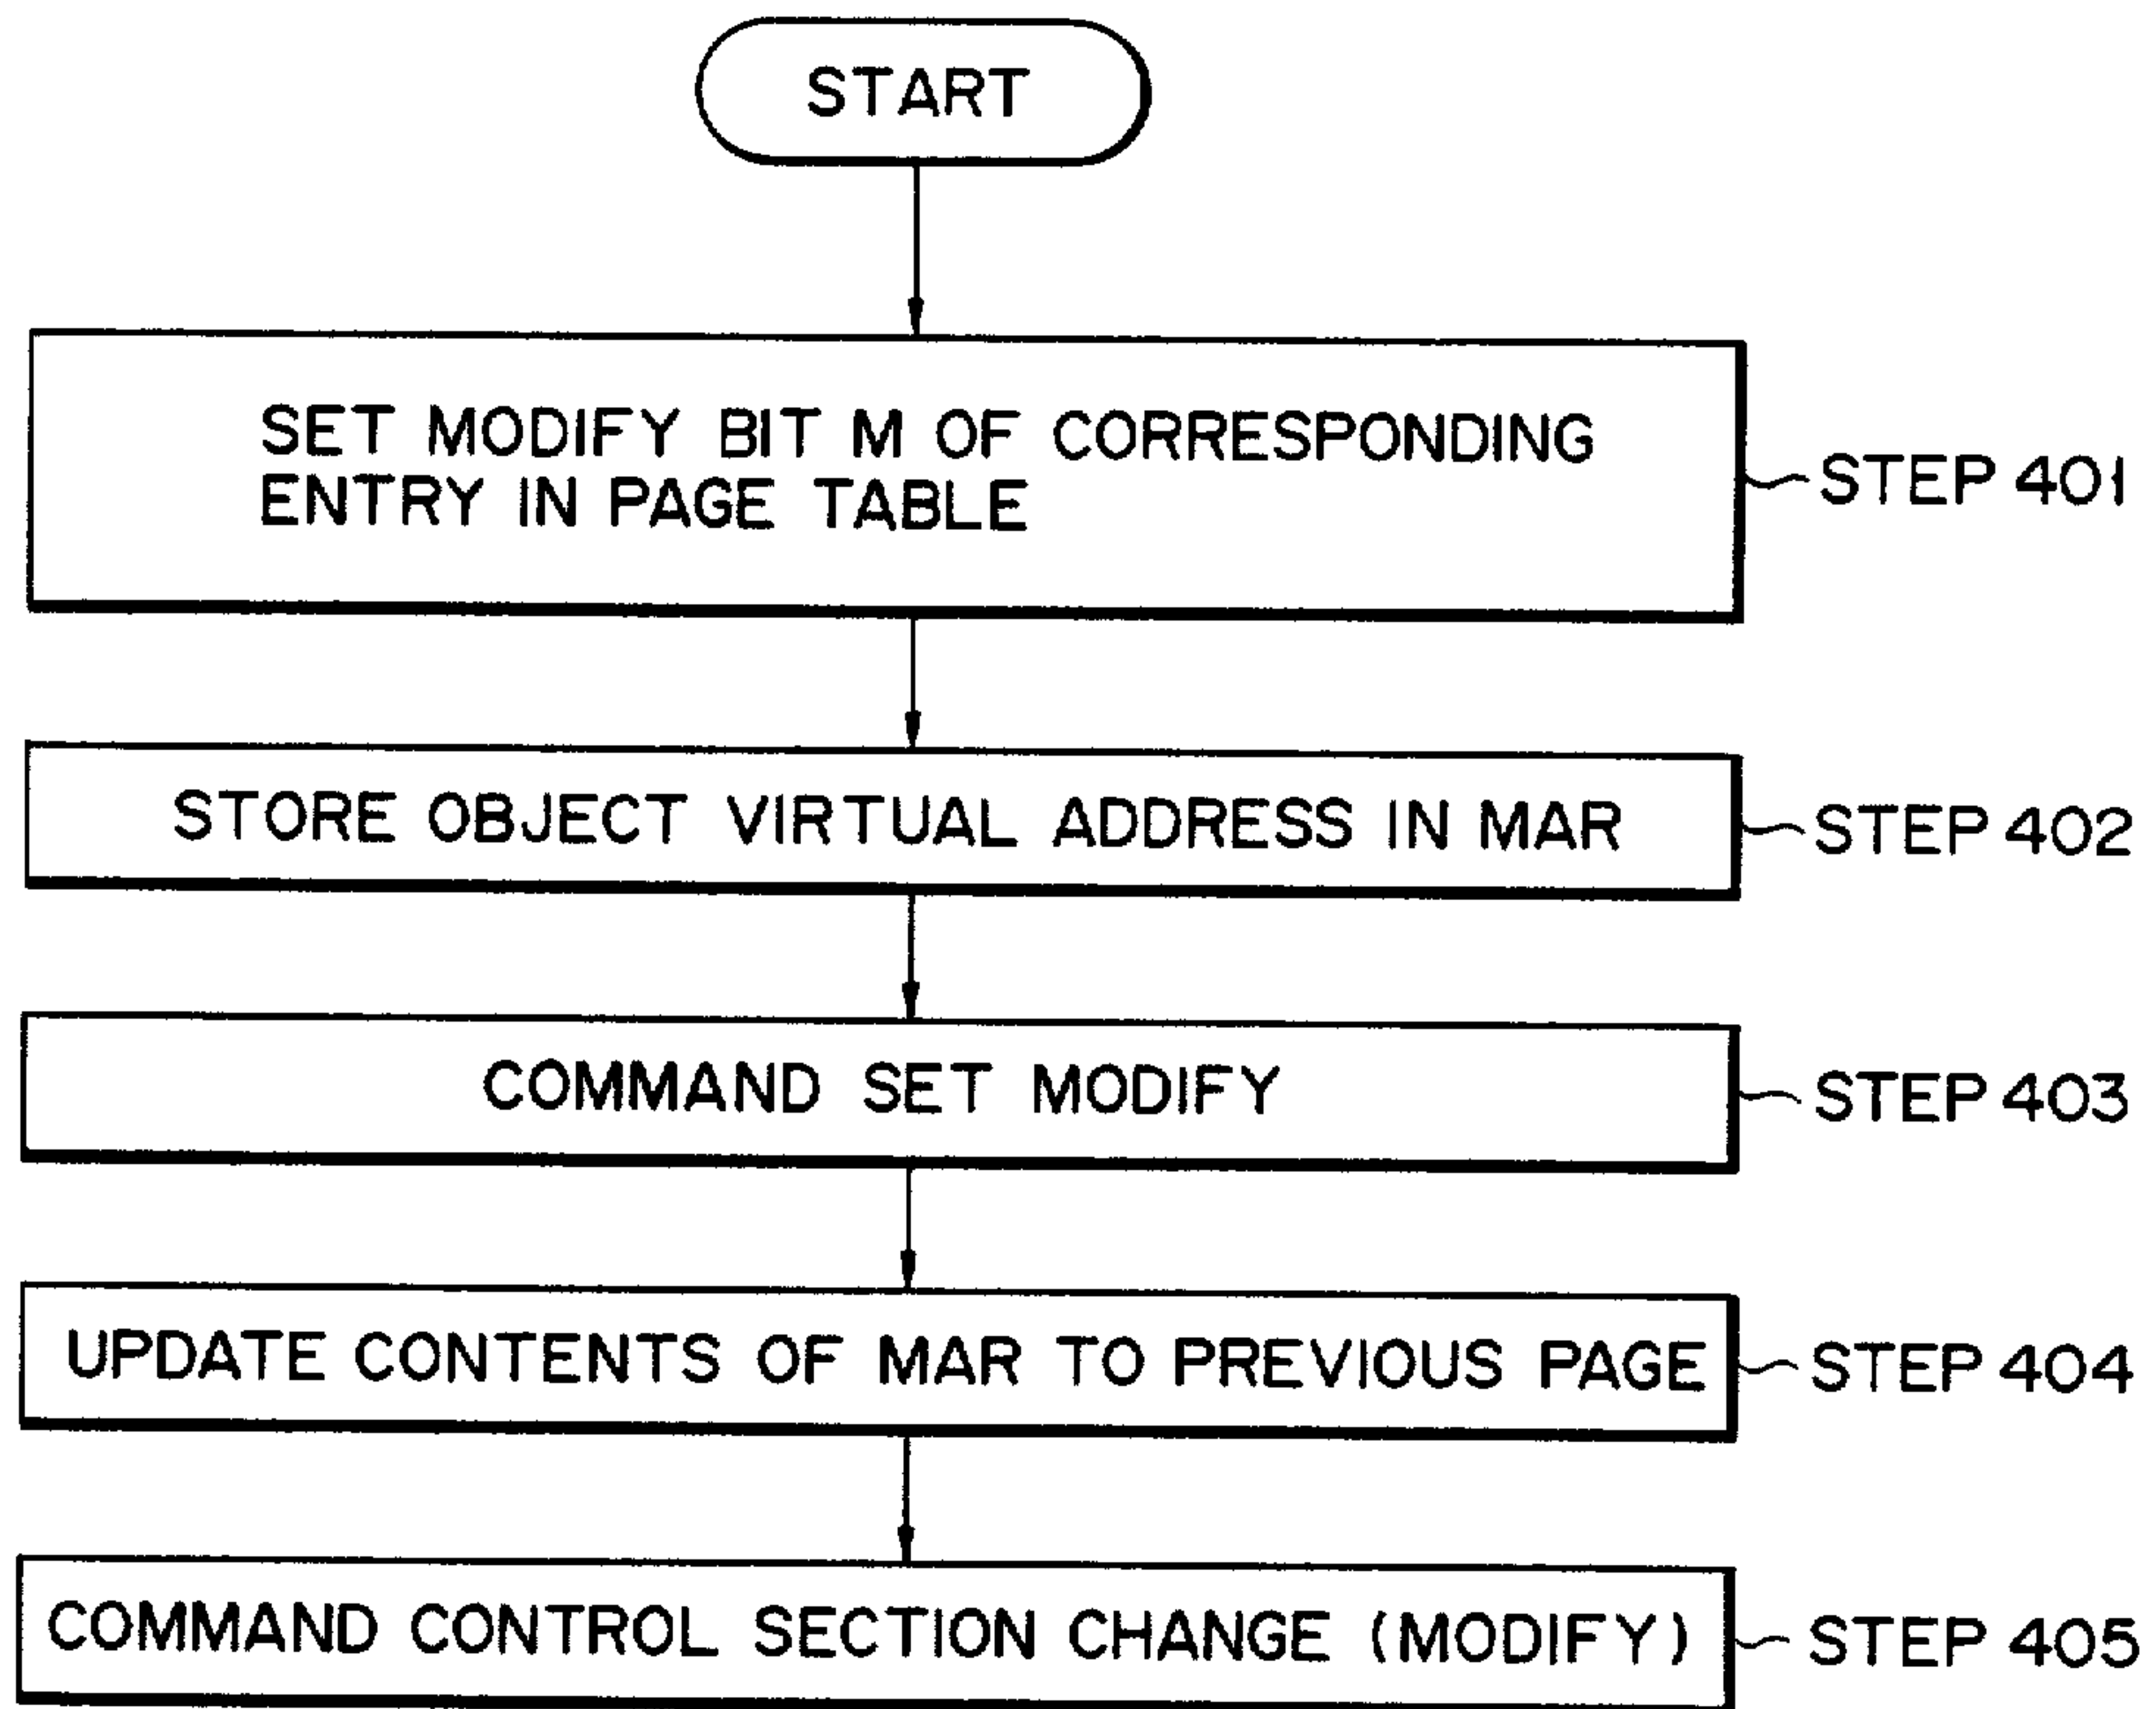 START
SET MODIFY BIT M OF CORRESPONDING
ENTRY IN PAGE TABLE
STEP 401
STORE OBJECT VIRTUAL ADDRESS IN MAR
STEP 402
COMMAND SET MODIFY
STEP 403
UPDATE CONTENTS OF MAR TO PREVIOUS PAGE
STEP 404
COMMAND CONTROL SECTION CHANGE (MODIFY)
STEP 405